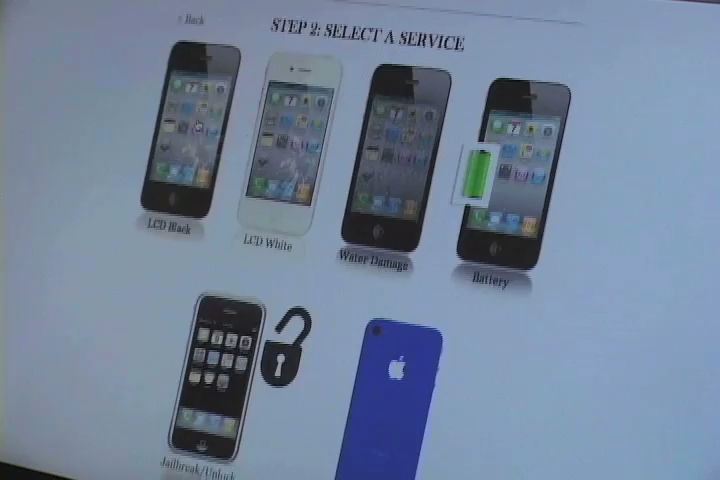 ‹ Back
STEP 2: SELECT A SERVICE
LCD Black
LCD White
Water Damage
Battery
Jailbreak/Unlock